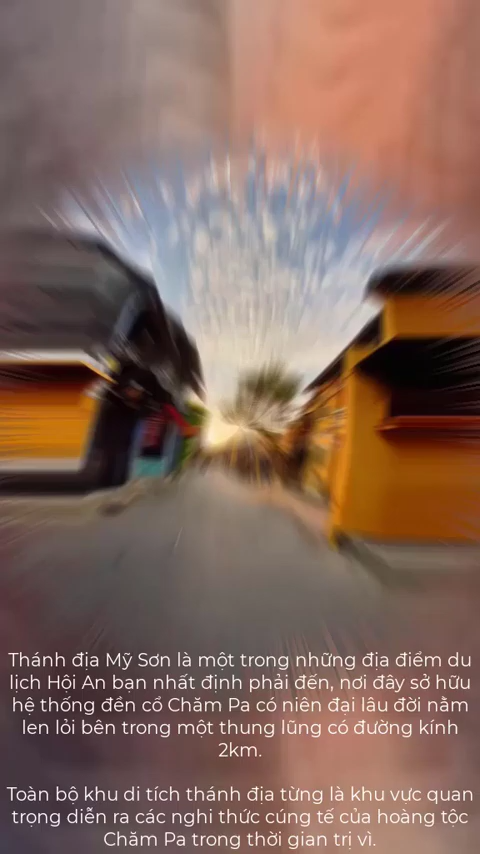 Thánh địa Mỹ Sơn là một trong những địa điểm du
lịch Hội An bạn nhất định phải đến, nơi đây sở hữu
hệ thống đền cổ Chăm Pa có niên đại lâu đời nằm
len lỏi bên trong một thung lũng có đường kính
2km.
Toàn bộ khu di tích thánh địa từng là khu vực quan
trọng diễn ra các nghi thức cúng tế của hoàng tộc
Chăm Pa trong thời gian trị vì.